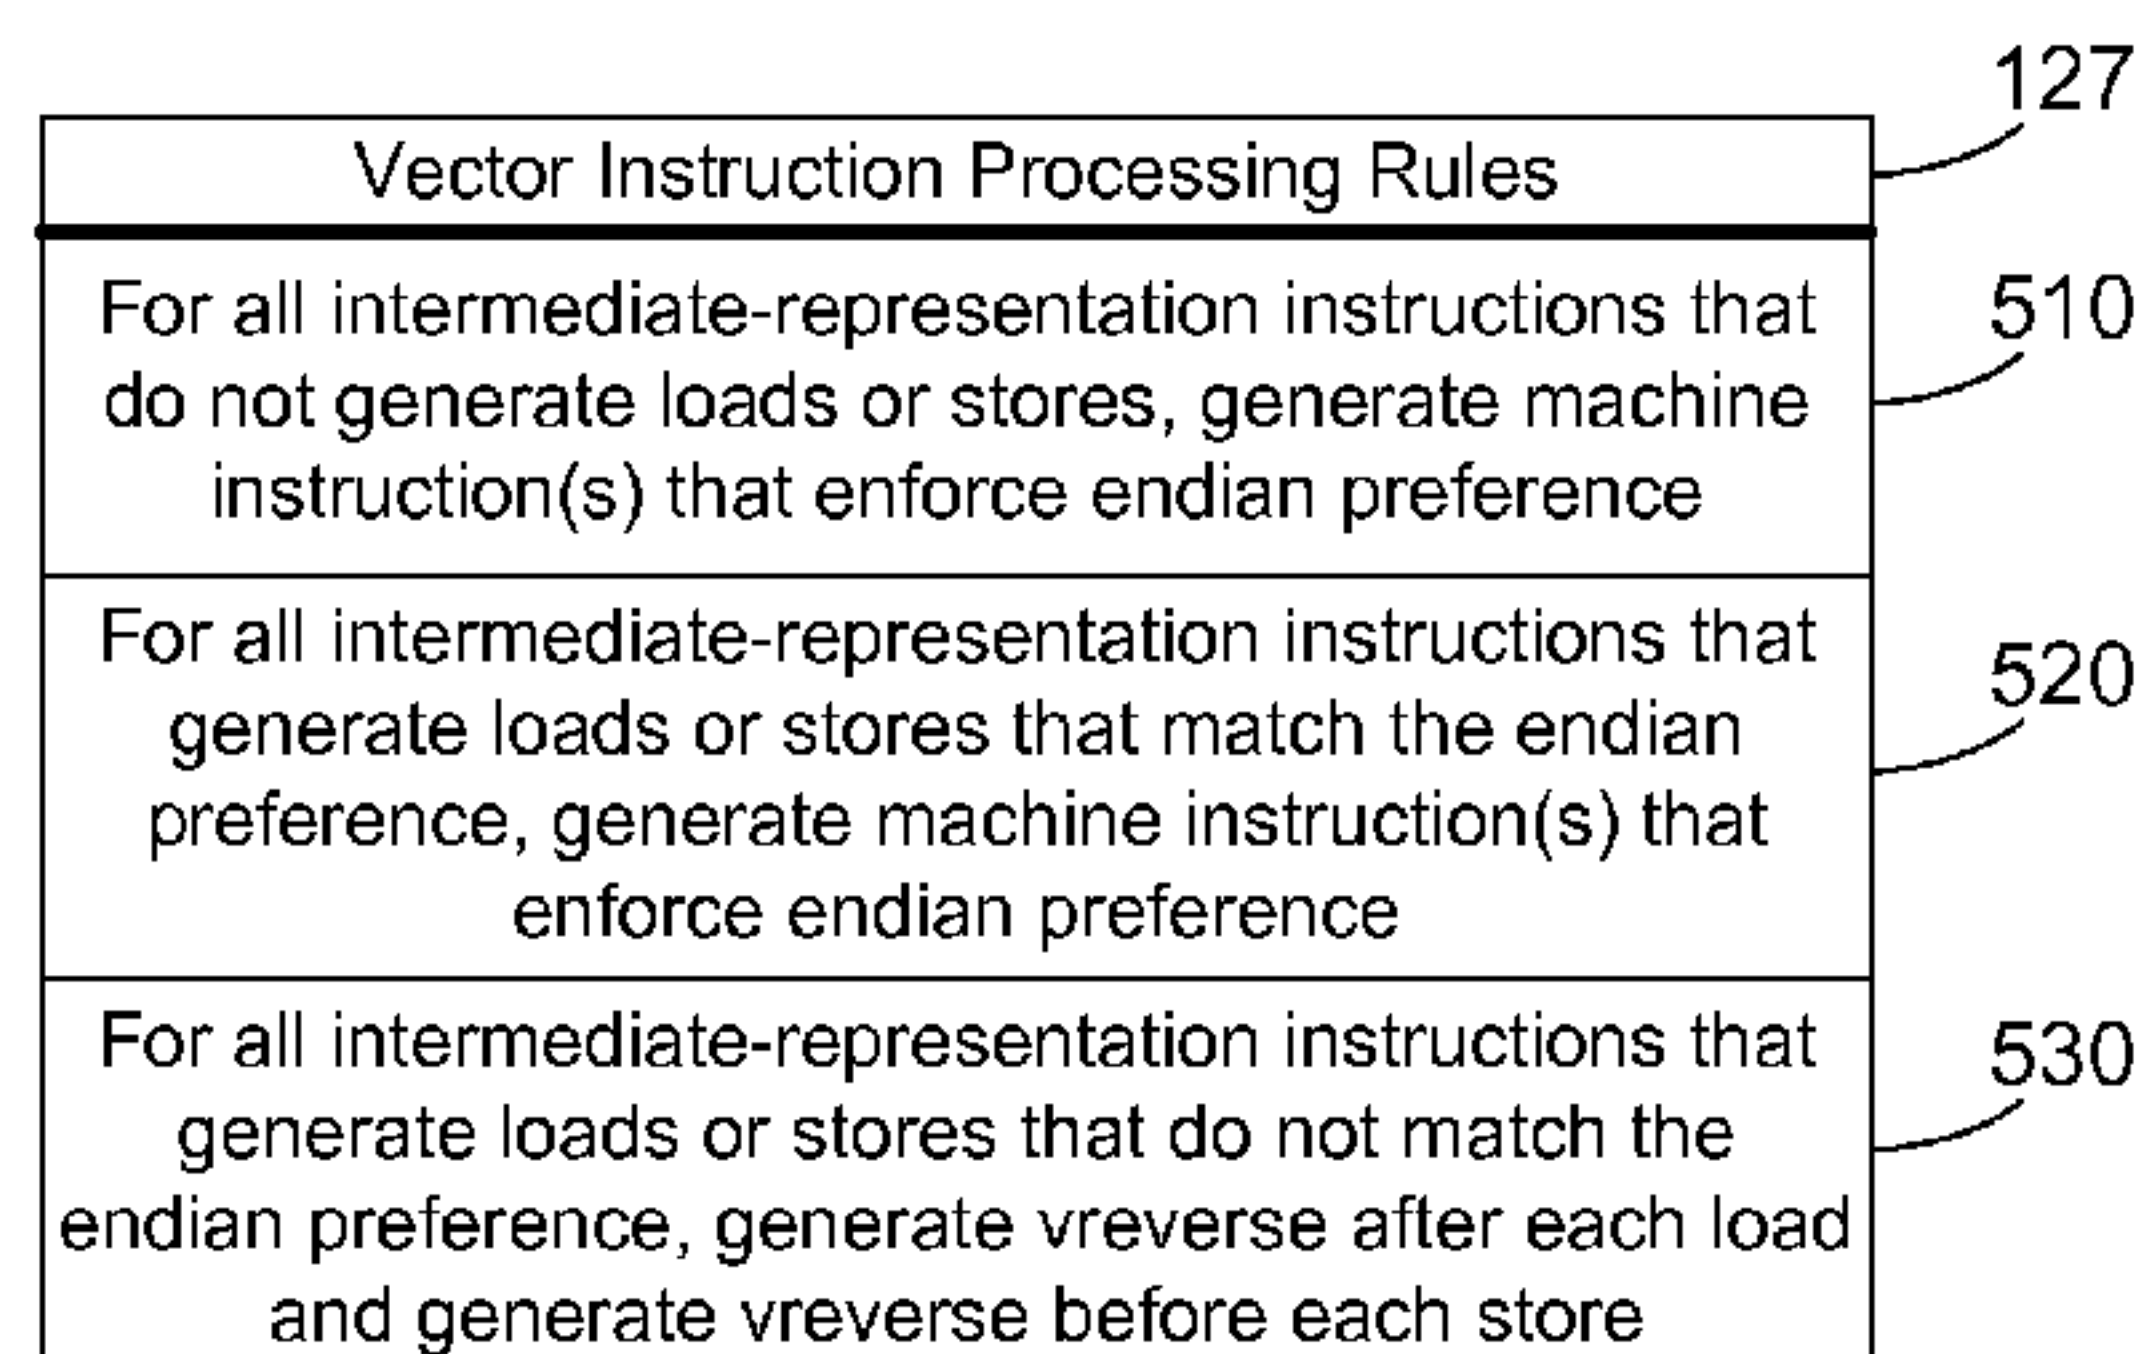 127
Vector Instruction Processing Rules
For all intermediate-representation instructions that
do not generate loads or stores, generate machine
instruction(s) that enforce endian preference
510
For all intermediate-representation instructions that
generate loads or stores that match the endian
preference, generate machine instruction(s) that
enforce endian preference
520
For all intermediate-representation instructions that
generate loads or stores that do not match the
endian preference, generate vreverse after each load
and generate vreverse before each store
530